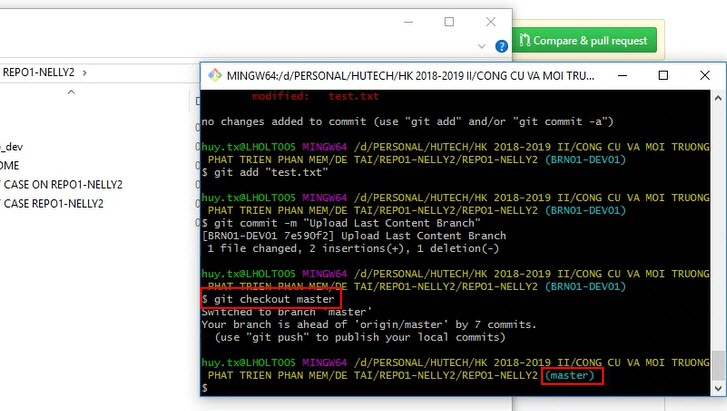 Compare & pull request
REPO1-NELLY2
_dev
OME
CASE ON REPO1-NELLY2
CASE REPO1-NELLY2
MINGW64:/d/PERSONAL/HUTECH/HK 2018-2019 II/CONG CU VA MOI TRU...
modified: test.txt
no changes added to commit (use "git add" and/or "git commit -a")
huy.tx@LHOLT005 MINGW64 /d/PERSONAL/HUTECH/HK 2018-2019 II/CONG CU VA MOI TRUONG
PHAT TRIEN PHAN MEM/DE TAI/REPO1-NELLY2/REPO1-NELLY2 (BRN01-DEV01)
$ git add "test.txt"
huy.tx@LHOLT005 MINGW64 /d/PERSONAL/HUTECH/HK 2018-2019 II/CONG CU VA MOI TRUONG
PHAT TRIEN PHAN MEM/DE TAI/REPO1-NELLY2/REPO1-NELLY2 (BRN01-DEV01)
$ git commit -m "Upload Last Content Branch"
[BRN01-DEV01 7e590f2] Upload Last Content Branch
1 file changed, 2 insertions(+), 1 deletion(-)
huy.tx@LHOLT005 MINGW64 /d/PERSONAL/HUTECH/HK 2018-2019 II/CONG CU VA MOI TRUONG
PHAT TRIEN PHAN MEM/DE TAI/REPO1-NELLY2/REPO1-NELLY2 (BRN01-DEV01)
$ git checkout master
Switched to branch 'master'
Your branch is ahead of 'origin/master' by 7 commits.
(use "git push" to publish your local commits)
huy.tx@LHOLT005 MINGW64 /d/PERSONAL/HUTECH/HK 2018-2019 II/CONG CU VA MOI TRUONG
PHAT TRIEN PHAN MEM/DE TAI/REPO1-NELLY2/REPO1-NELLY2 (master)
$